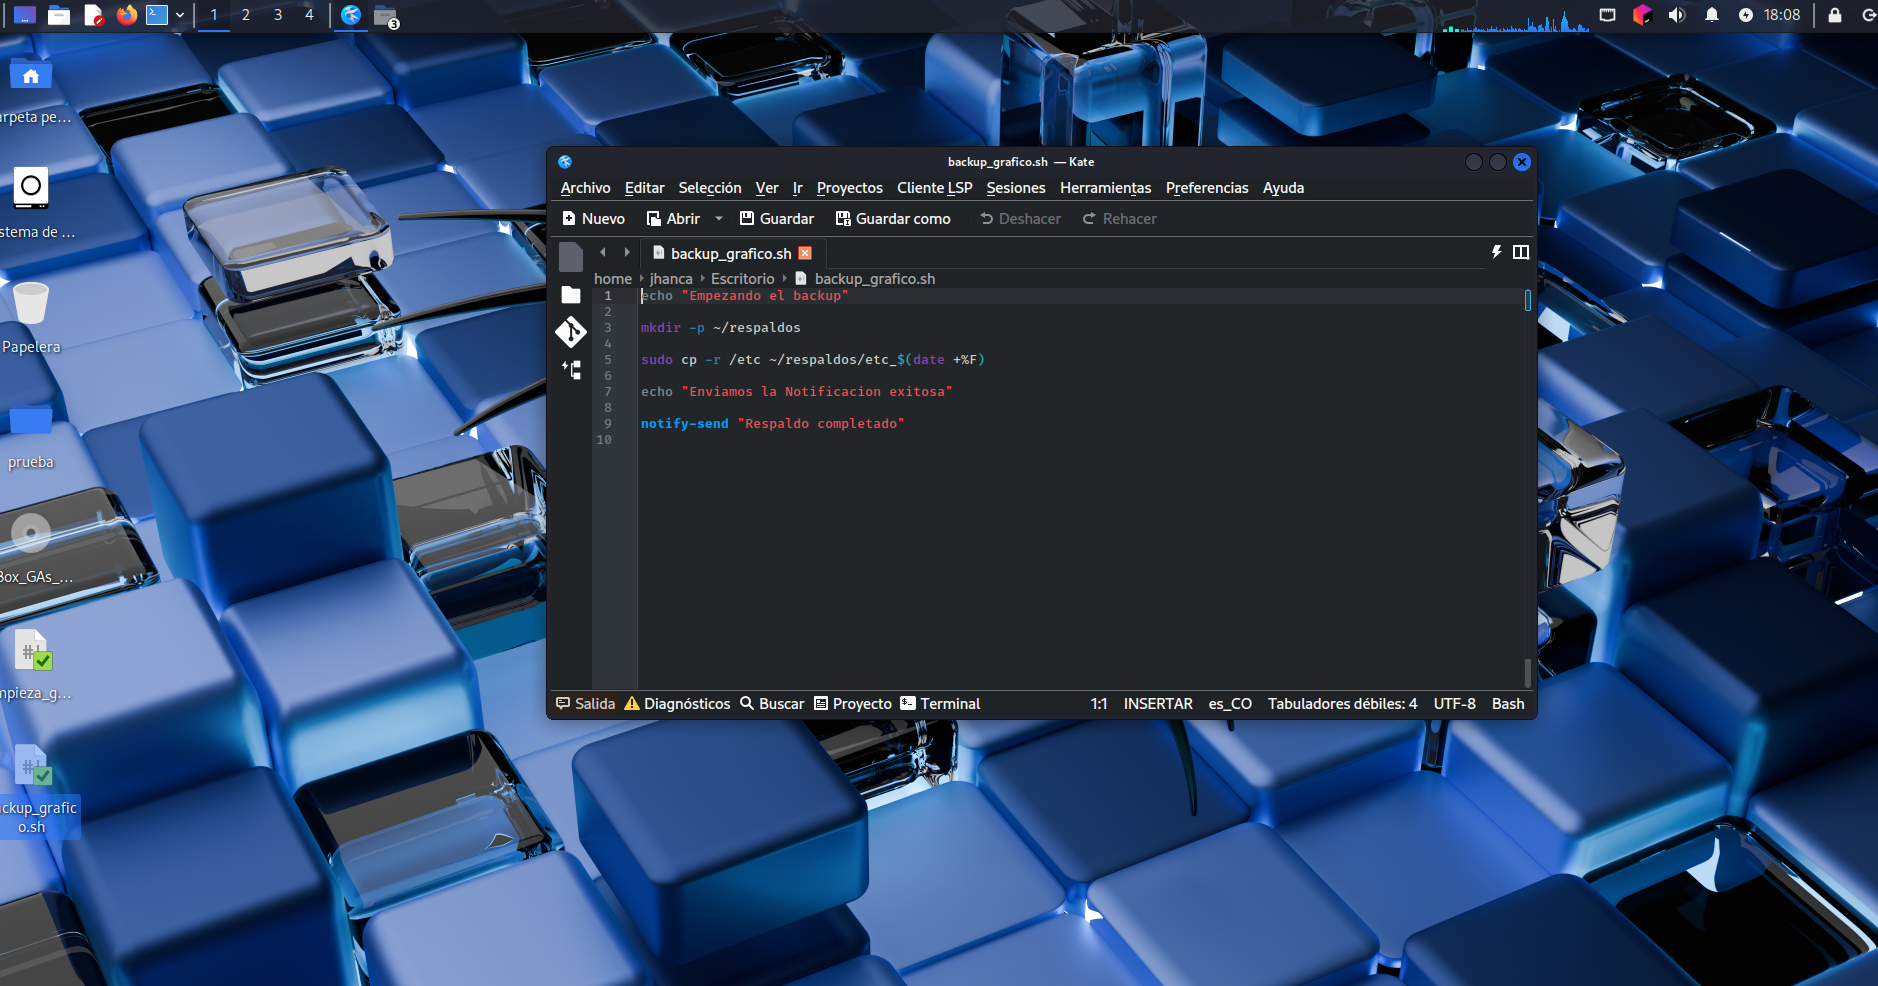 1 2 3 4
3
18:08
arpeta pe...
stema de ...
Papelera
prueba
Box_GAs_...
mpieza_g...
ackup_grafic
o.sh
backup_grafico.sh — Kate
Archivo Editar Selección Ver Ir Proyectos Cliente LSP Sesiones Herramientas Preferencias Ayuda
Nuevo Abrir Guardar Guardar como Deshacer Rehacer
backup_grafico.sh
home jhanca Escritorio backup_grafico.sh
1 echo "Empezando el backup"
2
3 mkdir -p ~/respaldos
4
5 sudo cp -r /etc ~/respaldos/etc_$(date +%F)
6
7 echo "Enviamos la Notificacion exitosa"
8
9 notify-send "Respaldo completado"
10
Salida Diagnósticos Buscar Proyecto Terminal 1:1 INSERTAR es_CO Tabuladores débiles: 4 UTF-8 Bash